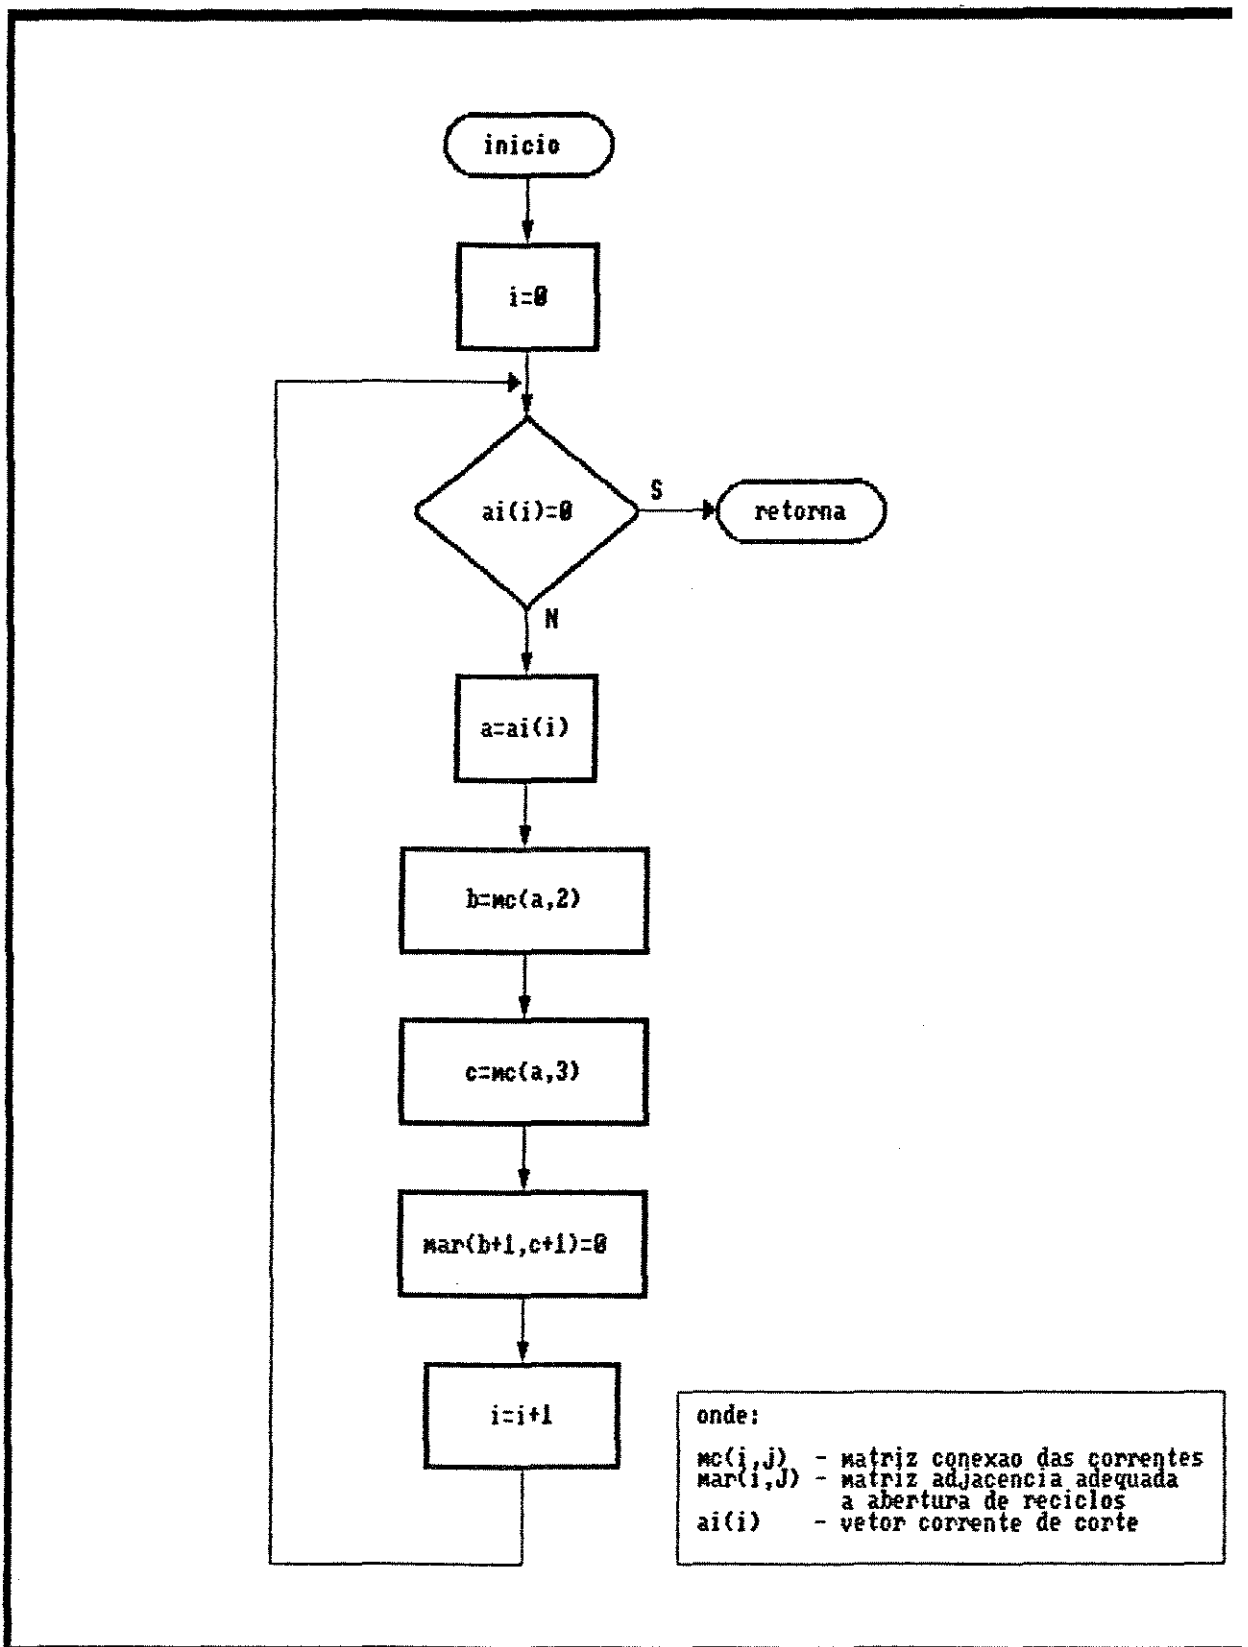 inicio
i=0
ai(i)=0
S
retorna
N
a=ai(i)
b=mc(a,2)
c=mc(a,3)
mar(b+1,c+1)=0
i=i+1
onde:
mc(i,j) - matriz conexao das correntes
mar(i,J) - matriz adjacencia adequada
a abertura de reciclos
ai(i) - vetor corrente de corte